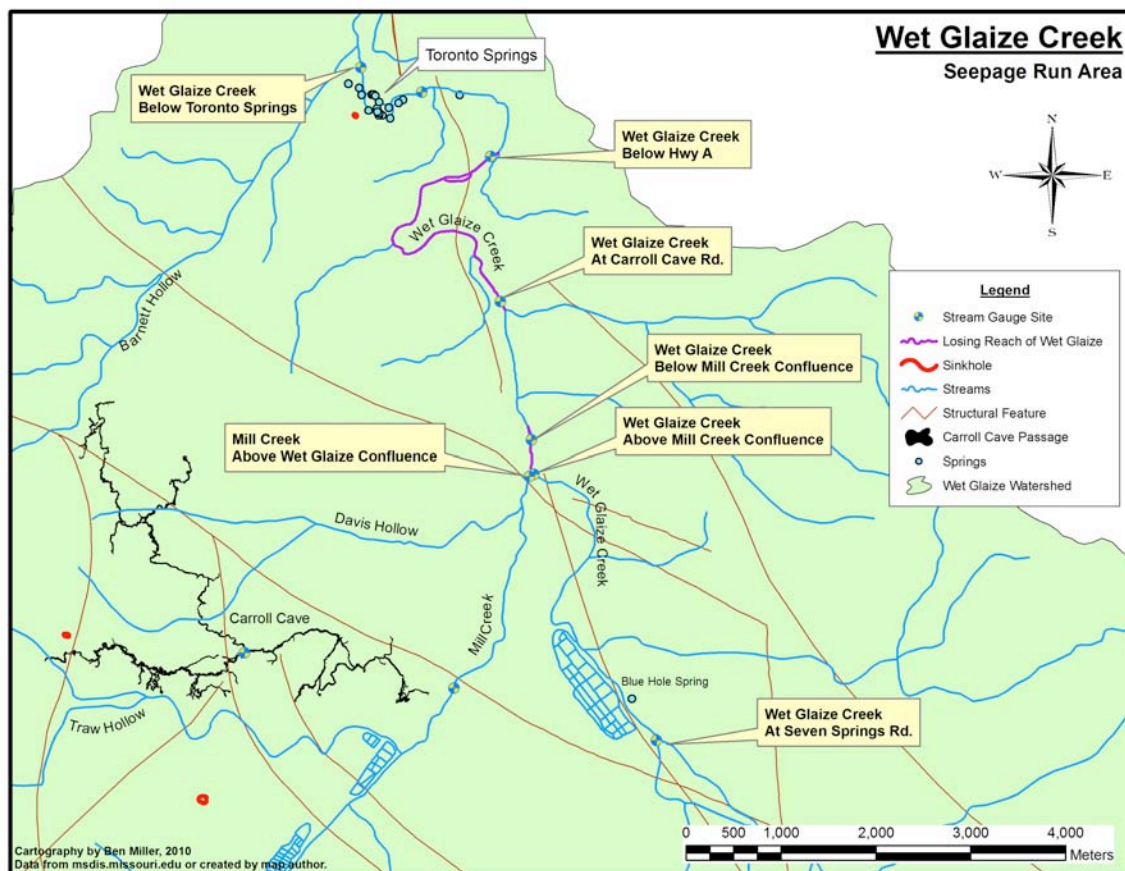 Wet Glaize Creek
Seepage Run Area
Toronto Springs
Wet Glaize Creek
Below Toronto Springs
Wet Glaize Creek
Below Hwy A
N
W
E
S
Wet Glaize Creek
Wet Glaize Creek
At Carroll Cave Rd.
Barnett Hollow
Legend
Stream Gauge Site
Losing Reach of Wet Glaize
Sinkhole
Streams
Structural Feature
Carroll Cave Passage
Springs
Wet Glaize Watershed
Wet Glaize Creek
Below Mill Creek Confluence
Wet Glaize Creek
Above Mill Creek Confluence
Mill Creek
Above Wet Glaize Confluence
Wet Glaize Creek
Davis Hollow
Carroll Cave
MillCreek
Blue Hole Spring
Traw Hollow
Wet Glaize Creek
At Seven Springs Rd.
0 500 1,000 2,000 3,000 4,000
Meters
Cartography by Ben Miller, 2010
Data from msdis.missouri.edu or created by map author.